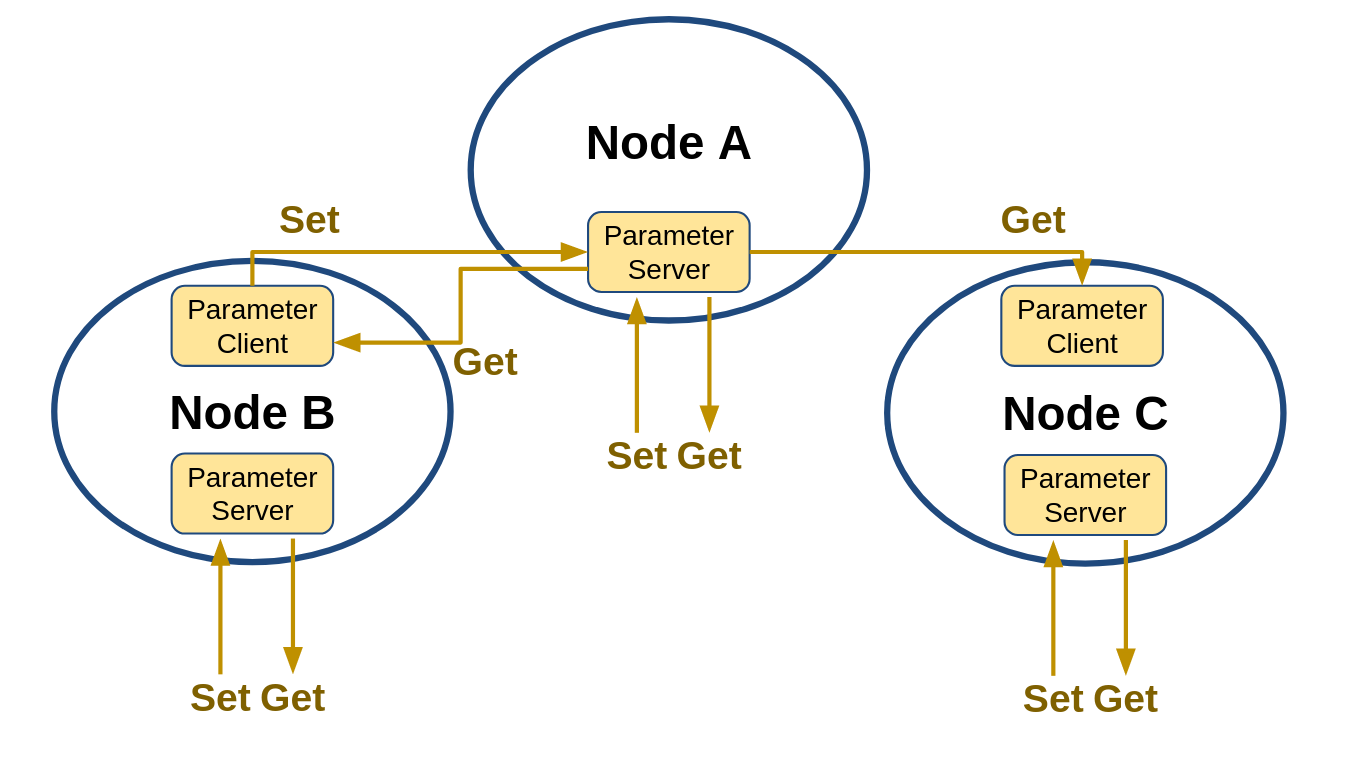 Node A
Set
Get
Parameter
Server
Parameter
Client
Get
Node B
Parameter
Server
Set Get
Parameter
Client
Node C
Parameter
Server
Set Get
Set Get